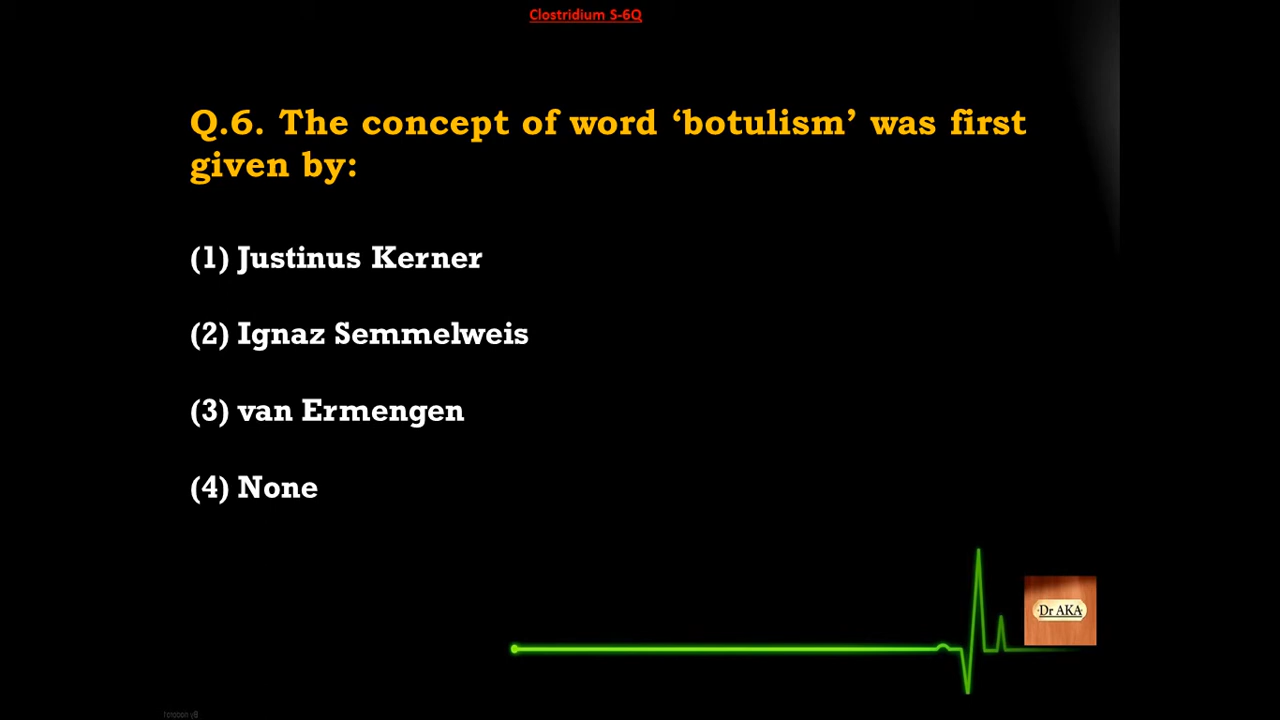 Clostridium S-6Q
Q.6. The concept of word ‘botulism’ was first
given by:
(1) Justinus Kerner
(2) Ignaz Semmelweis
(3) van Ermengen
(4) None
Dr AKA